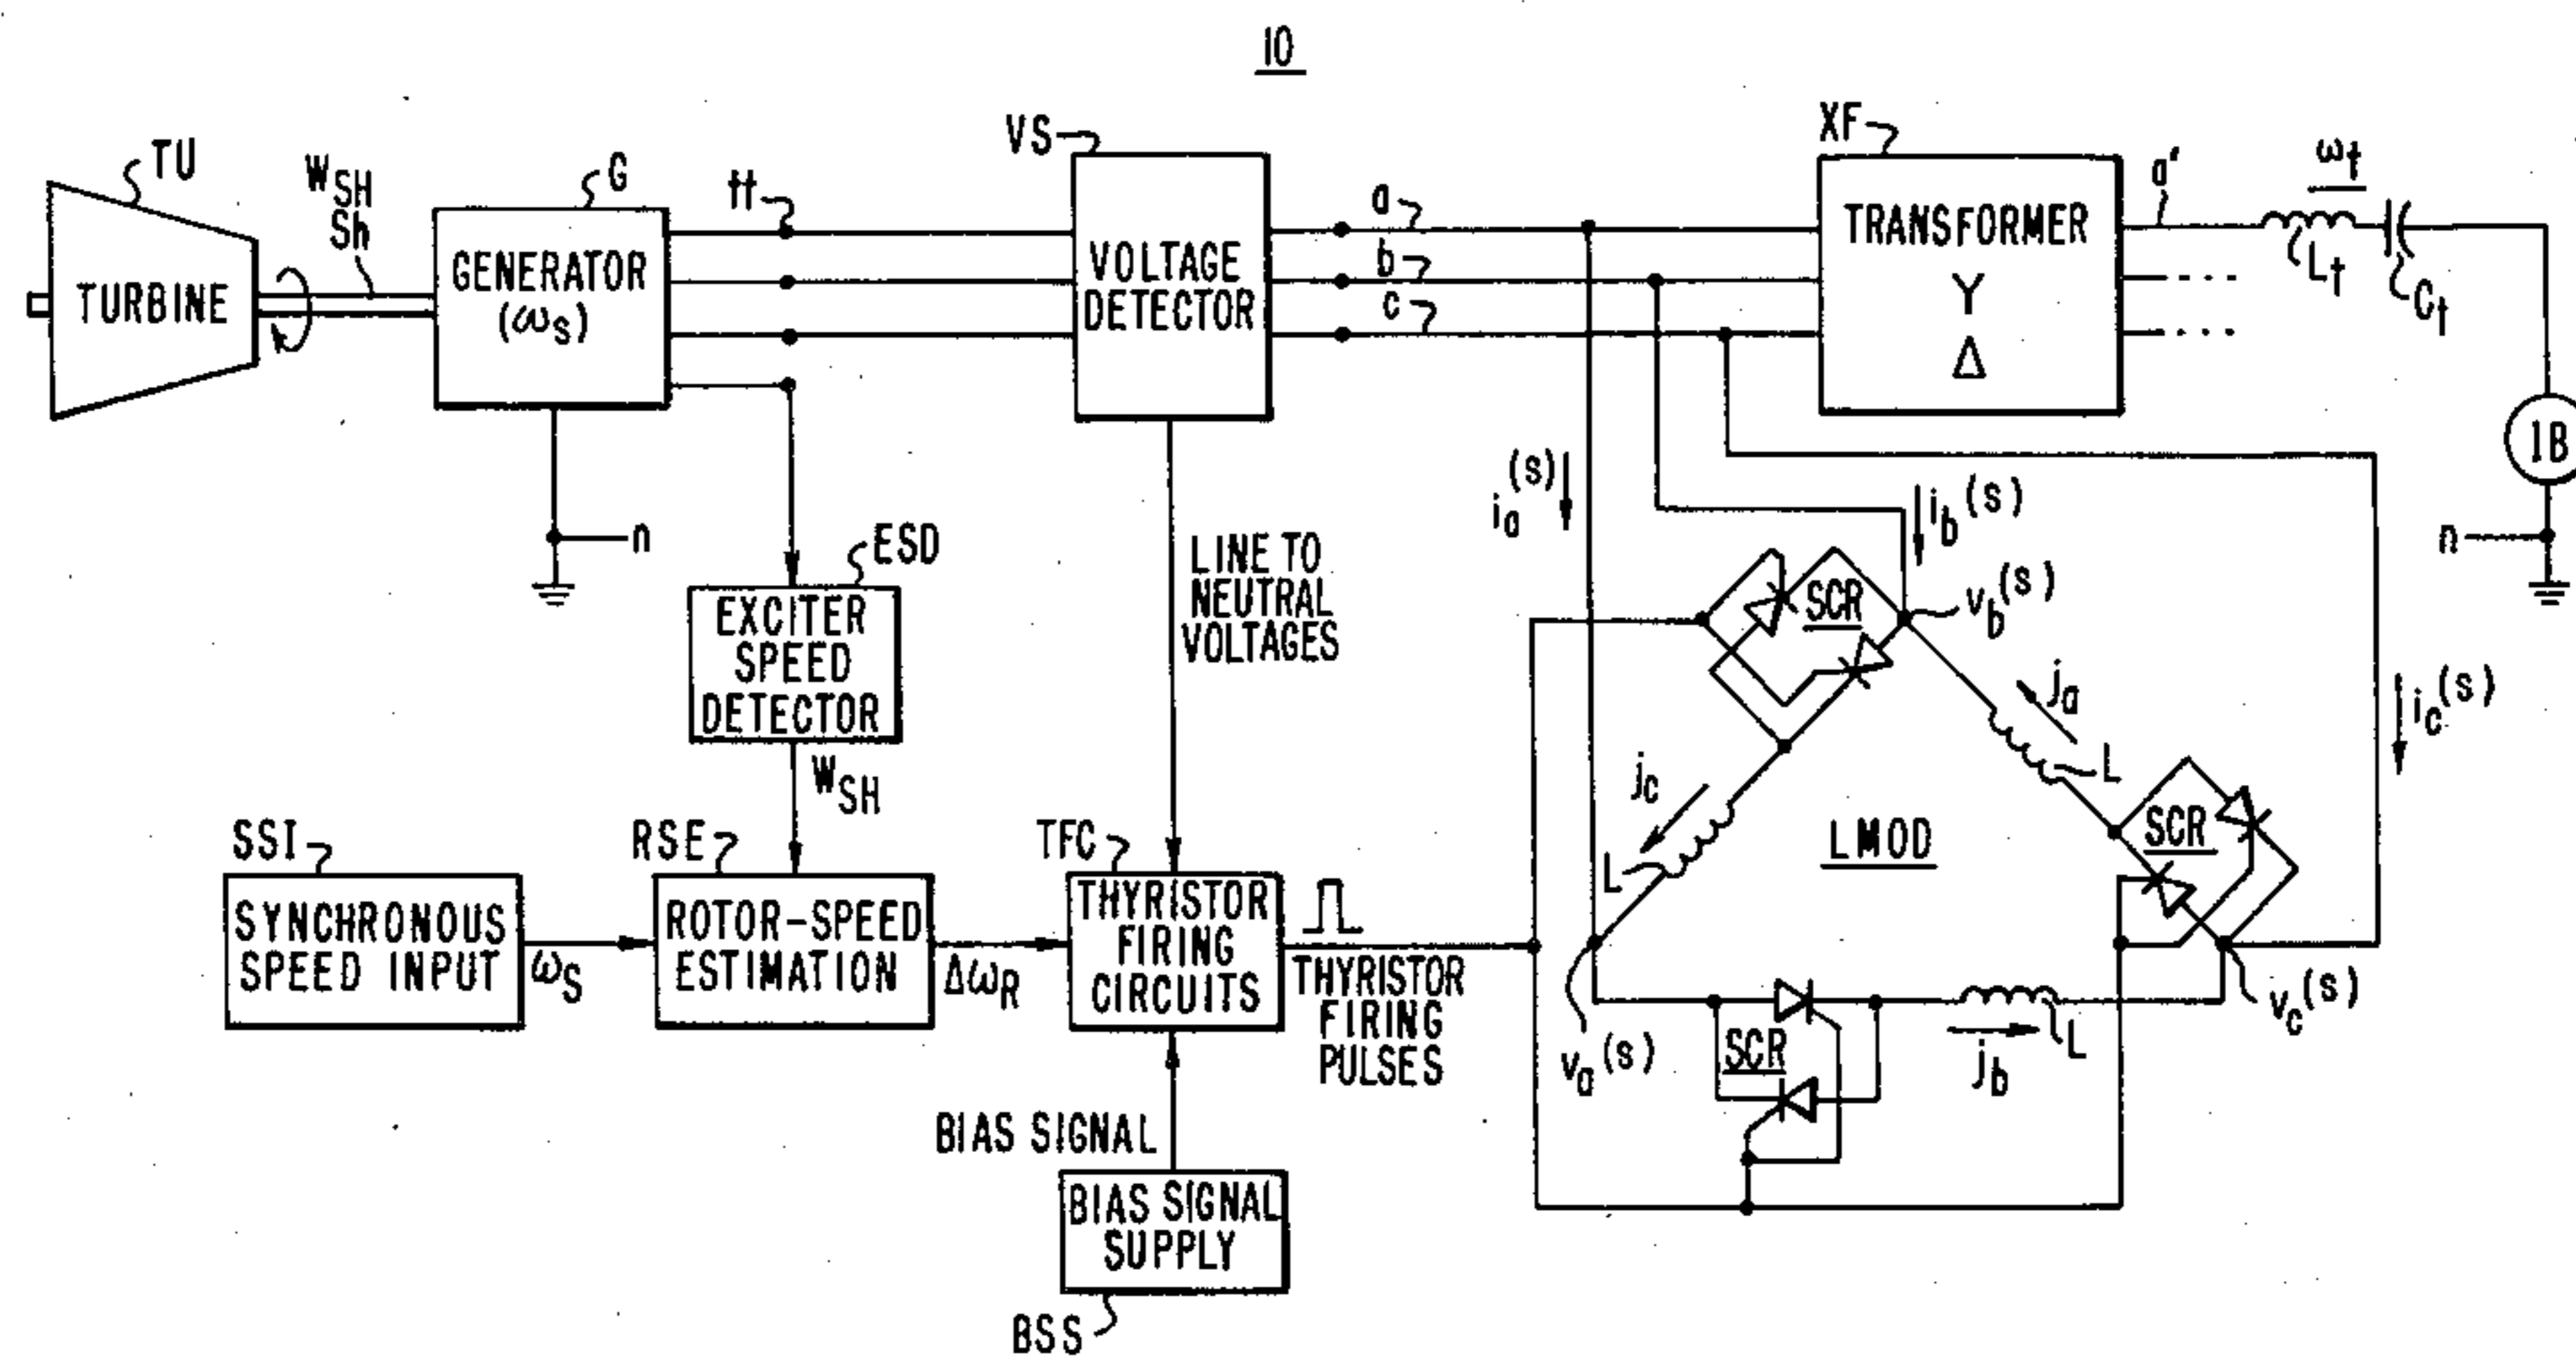 10
TU
TURBINE
W_SH
Sh
G
GENERATOR
(ω_s)
tt
VS
VOLTAGE
DETECTOR
a
b
c
XF
TRANSFORMER
Y
Δ
a'
ω_t
L_t
C_t
IB
n
n
ESD
EXCITER
SPEED
DETECTOR
W_SH
LINE TO
NEUTRAL
VOLTAGES
i_a(s)
i_b(s)
i_c(s)
SCR
v_b(s)
j_a
L
j_c
L
LMOD
SCR
SSI
SYNCHRONOUS
SPEED INPUT
ω_S
RSE
ROTOR-SPEED
ESTIMATION
Δω_R
TFC
THYRISTOR
FIRING
CIRCUITS
THYRISTOR
FIRING
PULSES
v_a(s)
SCR
j_b
L
v_c(s)
BIAS SIGNAL
BIAS SIGNAL
SUPPLY
BSS